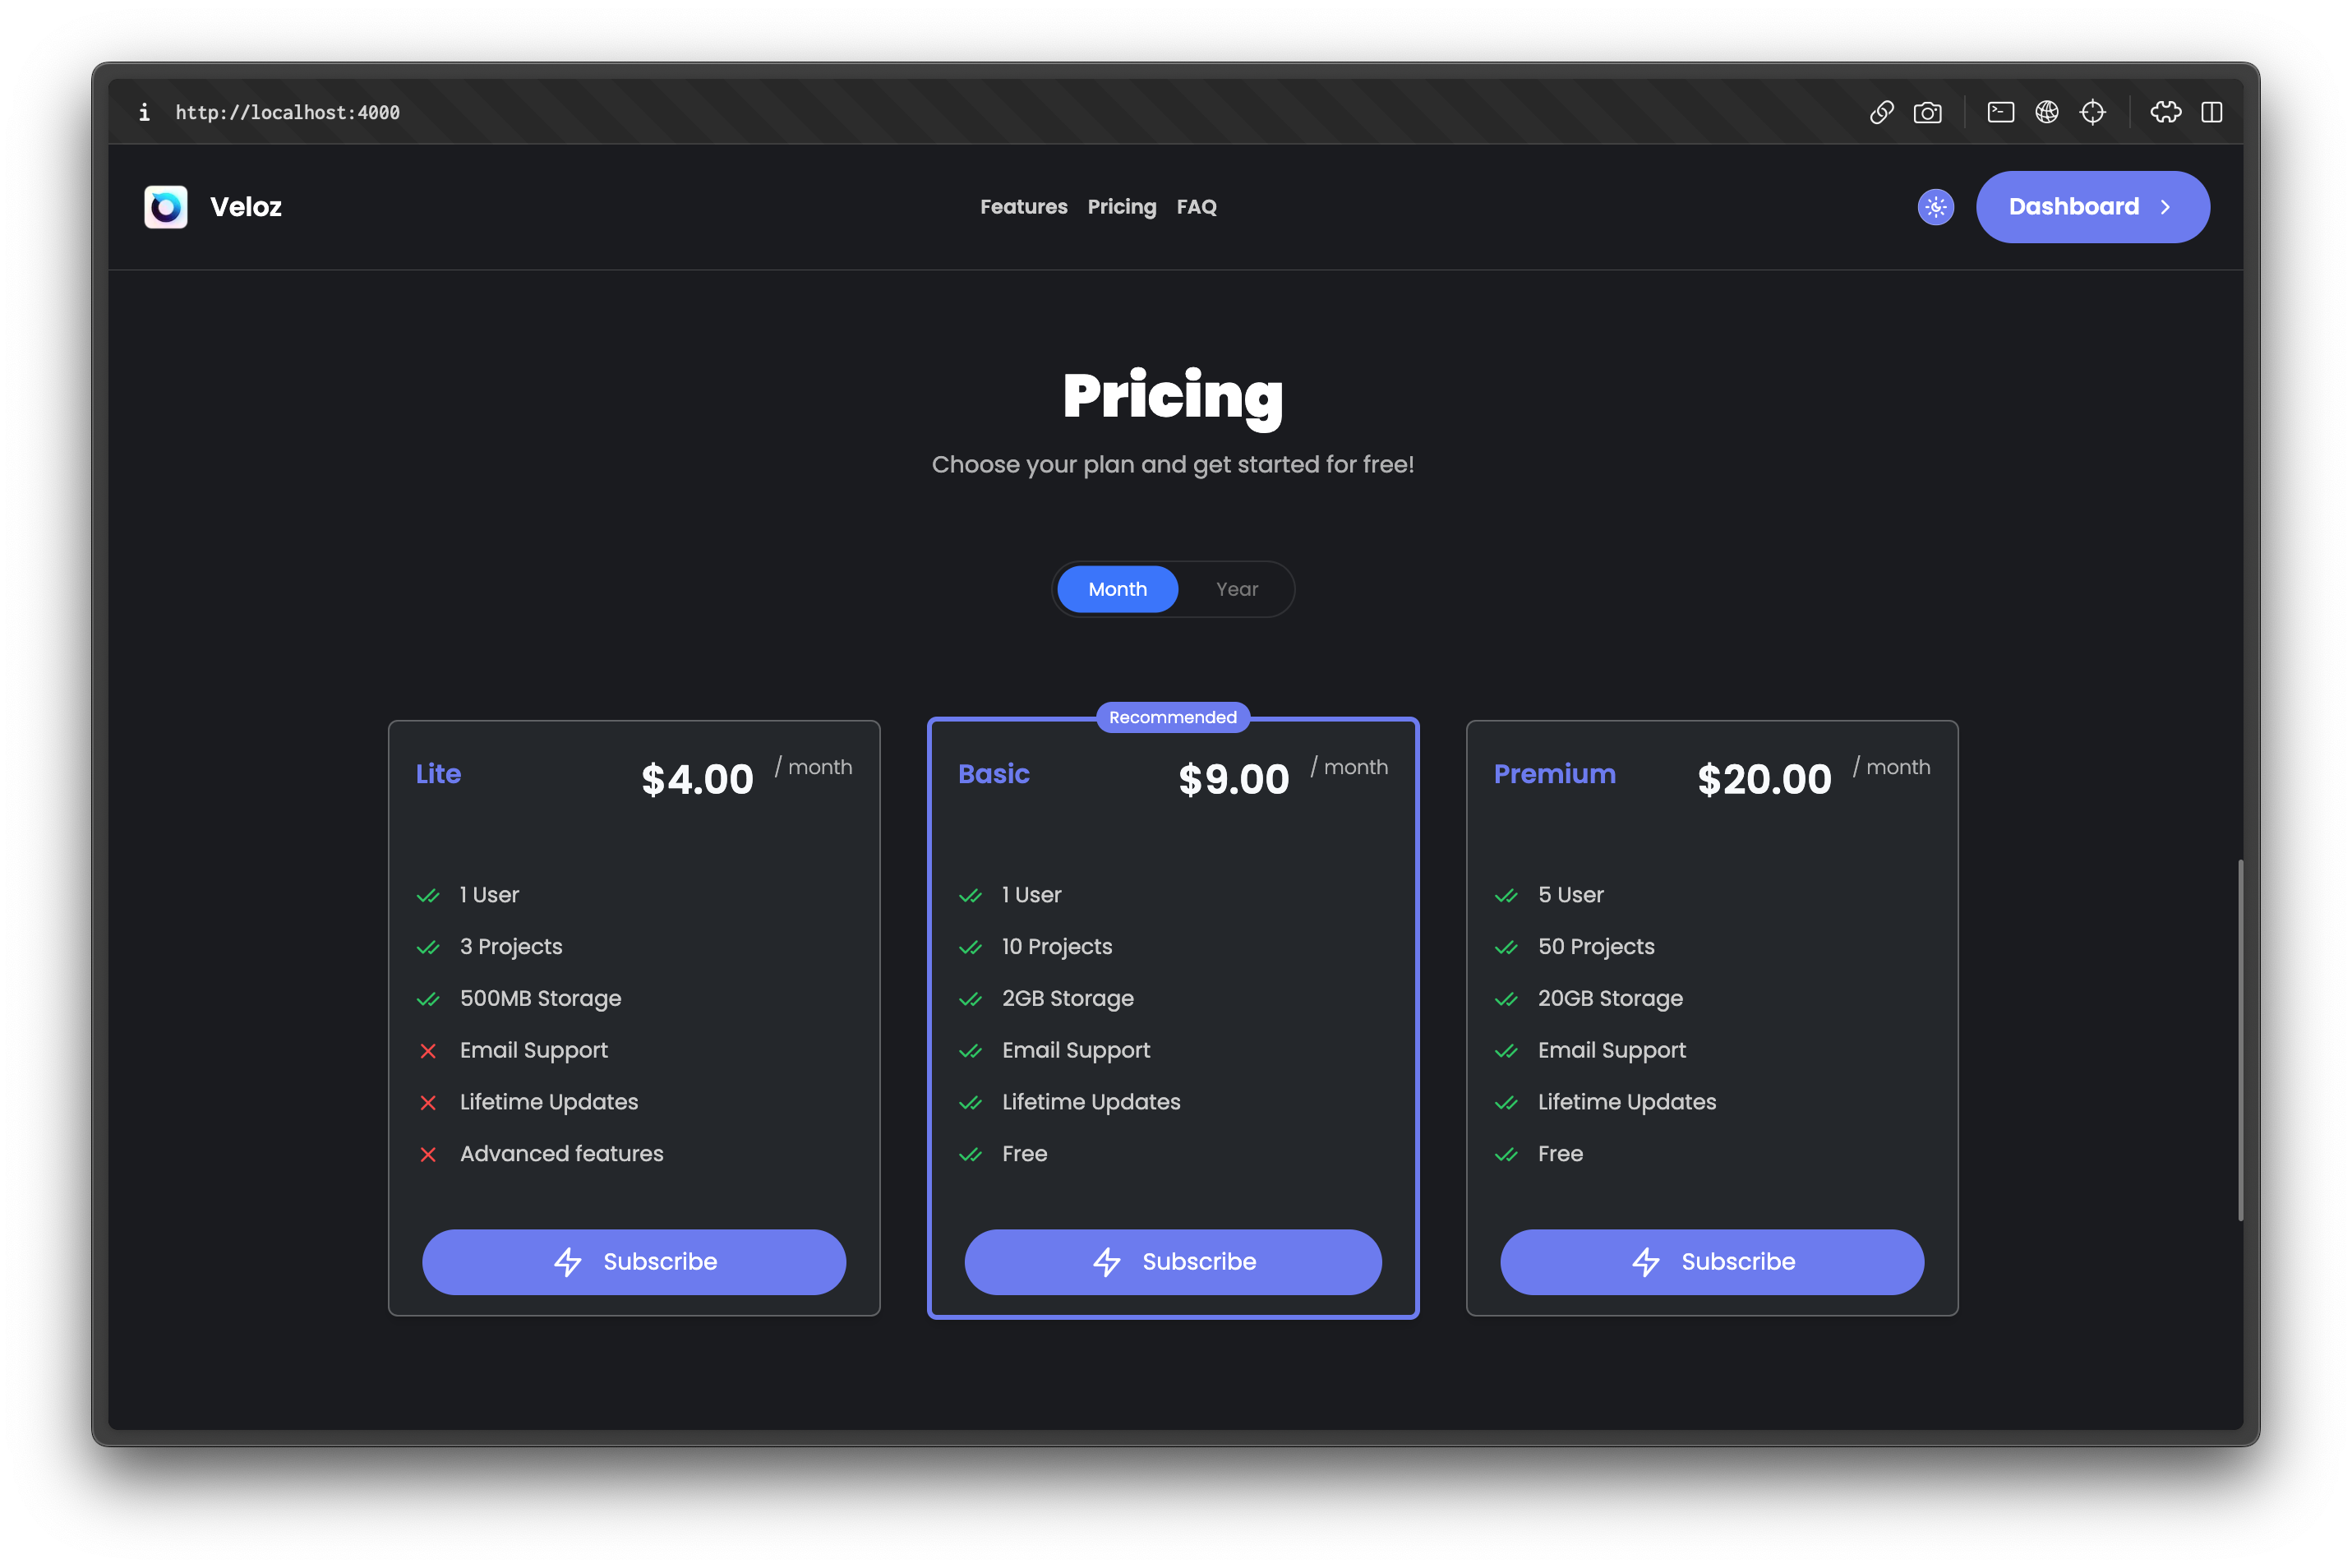 i http://localhost:4000
Veloz Features Pricing FAQ Dashboard
Pricing
Choose your plan and get started for free!
Month Year
Lite $4.00 / month
1 User
3 Projects
500MB Storage
Email Support
Lifetime Updates
Advanced features
Subscribe
Recommended
Basic $9.00 / month
1 User
10 Projects
2GB Storage
Email Support
Lifetime Updates
Free
Subscribe
Premium $20.00 / month
5 User
50 Projects
20GB Storage
Email Support
Lifetime Updates
Free
Subscribe